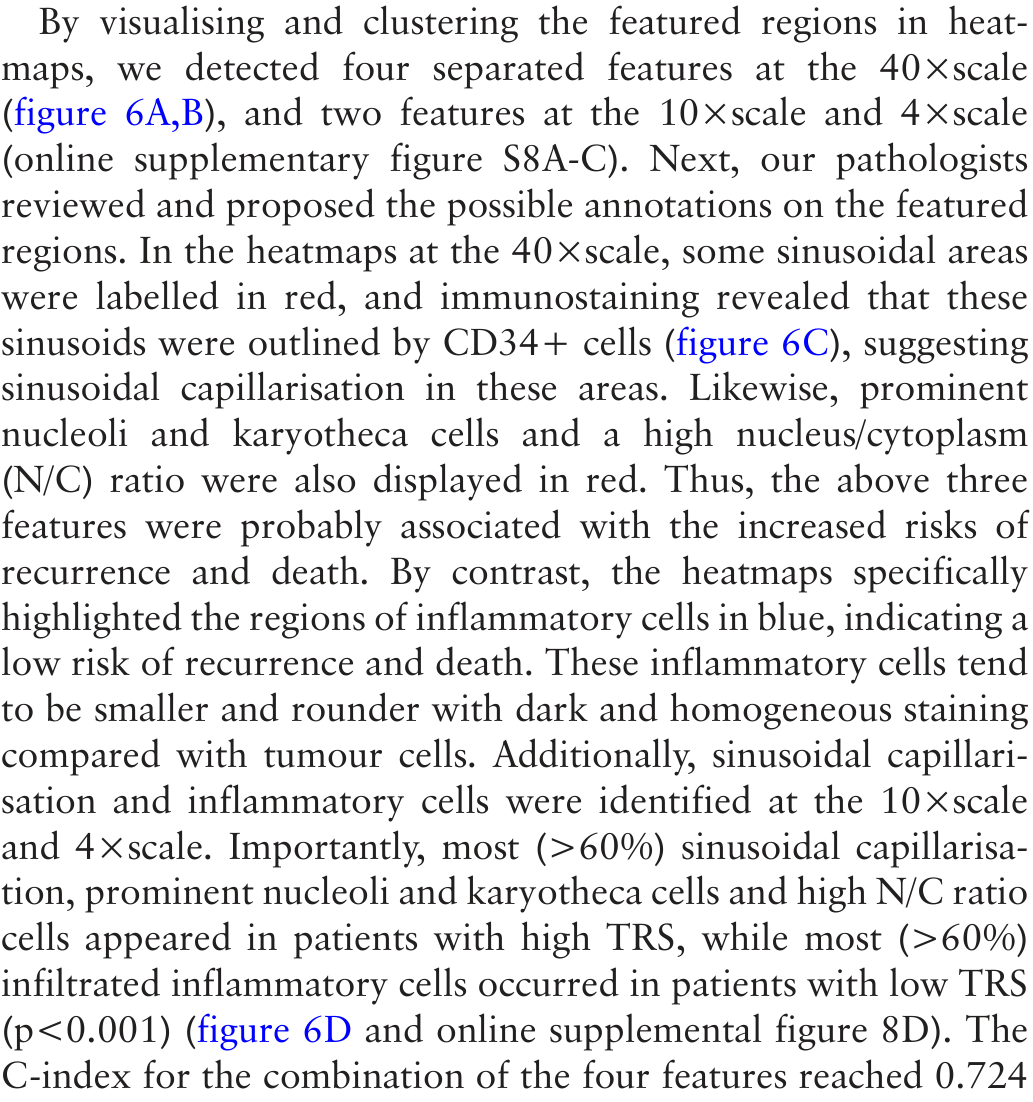 By visualising and clustering the featured regions in heat-
maps, we detected four separated features at the 40×scale
(figure 6A,B), and two features at the 10×scale and 4×scale
(online supplementary figure S8A-C). Next, our pathologists
reviewed and proposed the possible annotations on the featured
regions. In the heatmaps at the 40×scale, some sinusoidal areas
were labelled in red, and immunostaining revealed that these
sinusoids were outlined by CD34+ cells (figure 6C), suggesting
sinusoidal capillarisation in these areas. Likewise, prominent
nucleoli and karyotheca cells and a high nucleus/cytoplasm
(N/C) ratio were also displayed in red. Thus, the above three
features were probably associated with the increased risks of
recurrence and death. By contrast, the heatmaps specifically
highlighted the regions of inflammatory cells in blue, indicating a
low risk of recurrence and death. These inflammatory cells tend
to be smaller and rounder with dark and homogeneous staining
compared with tumour cells. Additionally, sinusoidal capillari-
sation and inflammatory cells were identified at the 10×scale
and 4×scale. Importantly, most (>60%) sinusoidal capillarisa-
tion, prominent nucleoli and karyotheca cells and high N/C ratio
cells appeared in patients with high TRS, while most (>60%)
infiltrated inflammatory cells occurred in patients with low TRS
(p<0.001) (figure 6D and online supplemental figure 8D). The
C-index for the combination of the four features reached 0.724